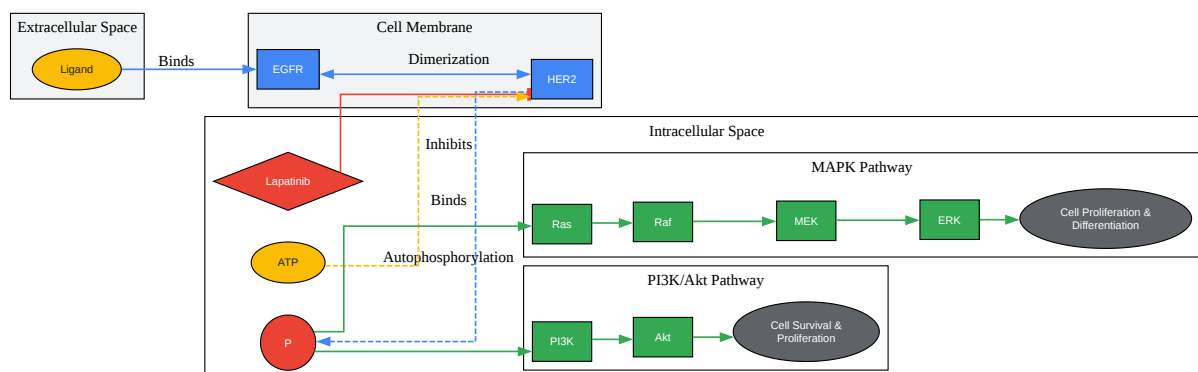 Extracellular Space
Cell Membrane
Ligand
Binds
EGFR
Dimerization
HER2
Intracellular Space
Inhibits
Lapatinib
Binds
MAPK Pathway
Ras
Raf
MEK
ERK
Cell Proliferation &
Differentiation
ATP
Autophosphorylation
PI3K/Akt Pathway
P
PI3K
Akt
Cell Survival &
Proliferation